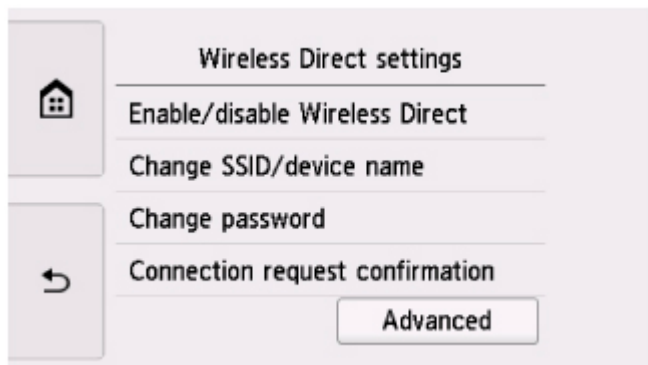 Wireless Direct settings
Enable/disable Wireless Direct
Change SSID/device name
Change password
Connection request confirmation
Advanced